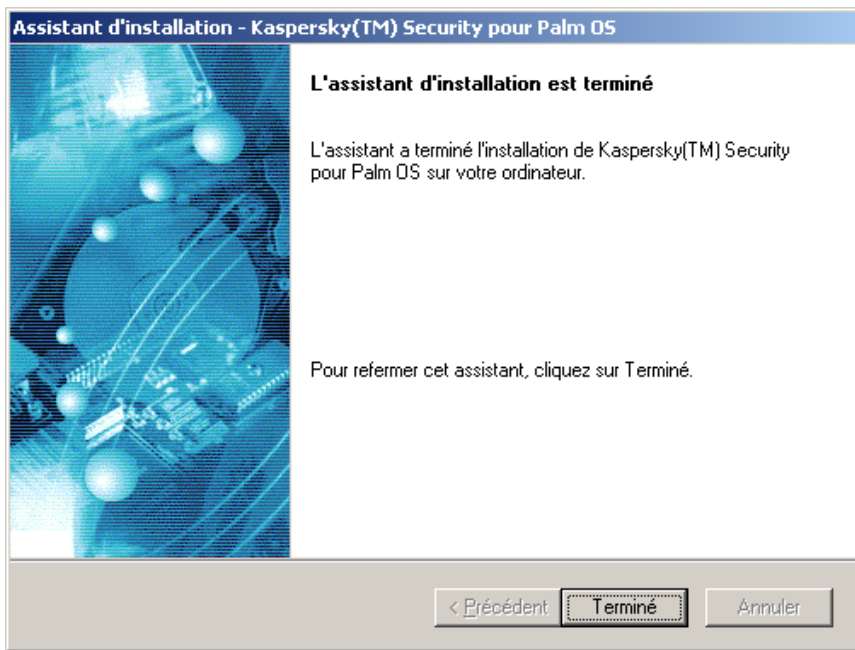 Assistant d'installation - Kaspersky(TM) Security pour Palm OS
L'assistant d'installation est terminé
L'assistant a terminé l'installation de Kaspersky(TM) Security
pour Palm OS sur votre ordinateur.
Pour refermer cet assistant, cliquez sur Terminé.
< Précédent
Terminé
Annuler